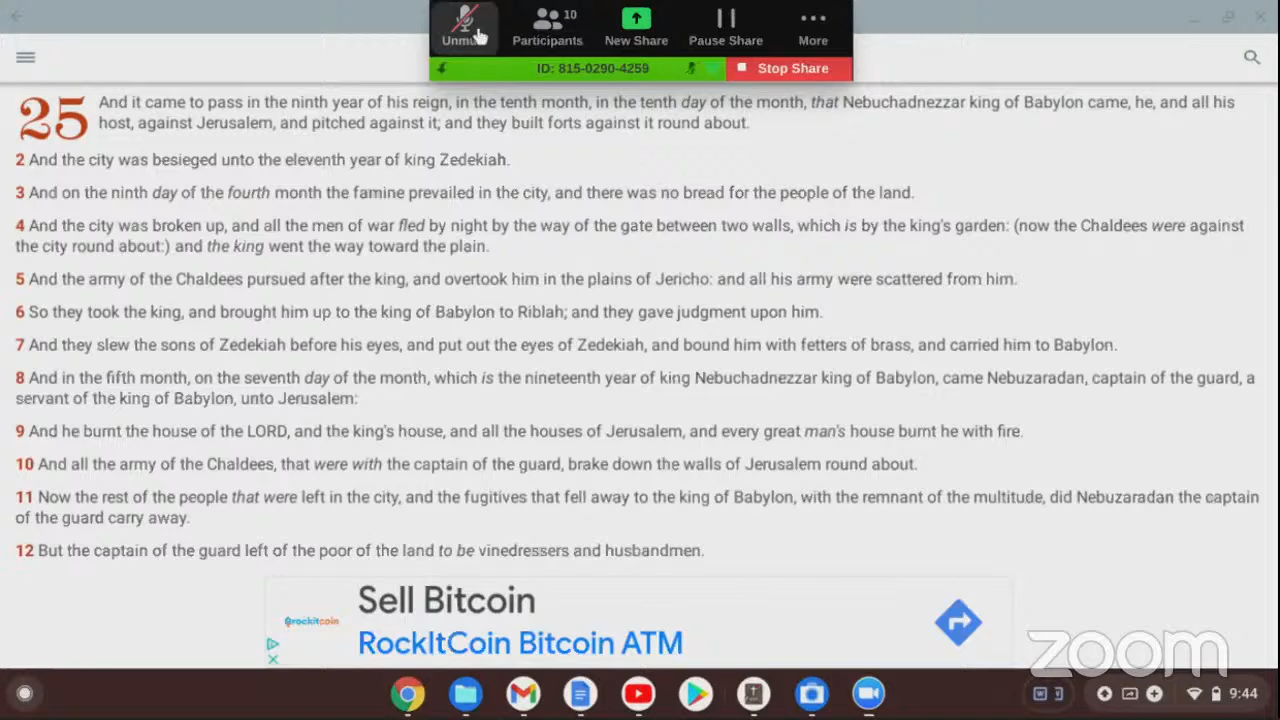 10
Unmu
Participants
New Share
Pause Share
More
ID: 815-0290-4259
Stop Share
25 And it came to pass in the ninth year of his reign, in the tenth month, in the tenth day of the month, that Nebuchadnezzar king of Babylon came, he, and all his
host, against Jerusalem, and pitched against it; and they built forts against it round about.
2 And the city was besieged unto the eleventh year of king Zedekiah.
3 And on the ninth day of the fourth month the famine prevailed in the city, and there was no bread for the people of the land.
4 And the city was broken up, and all the men of war fled by night by the way of the gate between two walls, which is by the king's garden: (now the Chaldees were against
the city round about:) and the king went the way toward the plain.
5 And the army of the Chaldees pursued after the king, and overtook him in the plains of Jericho: and all his army were scattered from him.
6 So they took the king, and brought him up to the king of Babylon to Riblah; and they gave judgment upon him.
7 And they slew the sons of Zedekiah before his eyes, and put out the eyes of Zedekiah, and bound him with fetters of brass, and carried him to Babylon.
8 And in the fifth month, on the seventh day of the month, which is the nineteenth year of king Nebuchadnezzar king of Babylon, came Nebuzaradan, captain of the guard, a
servant of the king of Babylon, unto Jerusalem:
9 And he burnt the house of the LORD, and the king's house, and all the houses of Jerusalem, and every great man's house burnt he with fire.
10 And all the army of the Chaldees, that were with the captain of the guard, brake down the walls of Jerusalem round about.
11 Now the rest of the people that were left in the city, and the fugitives that fell away to the king of Babylon, with the remnant of the multitude, did Nebuzaradan the captain
of the guard carry away.
12 But the captain of the guard left of the poor of the land to be vinedressers and husbandmen.
Sell Bitcoin
rockitcoin
RockItCoin Bitcoin ATM
zoom
9:44